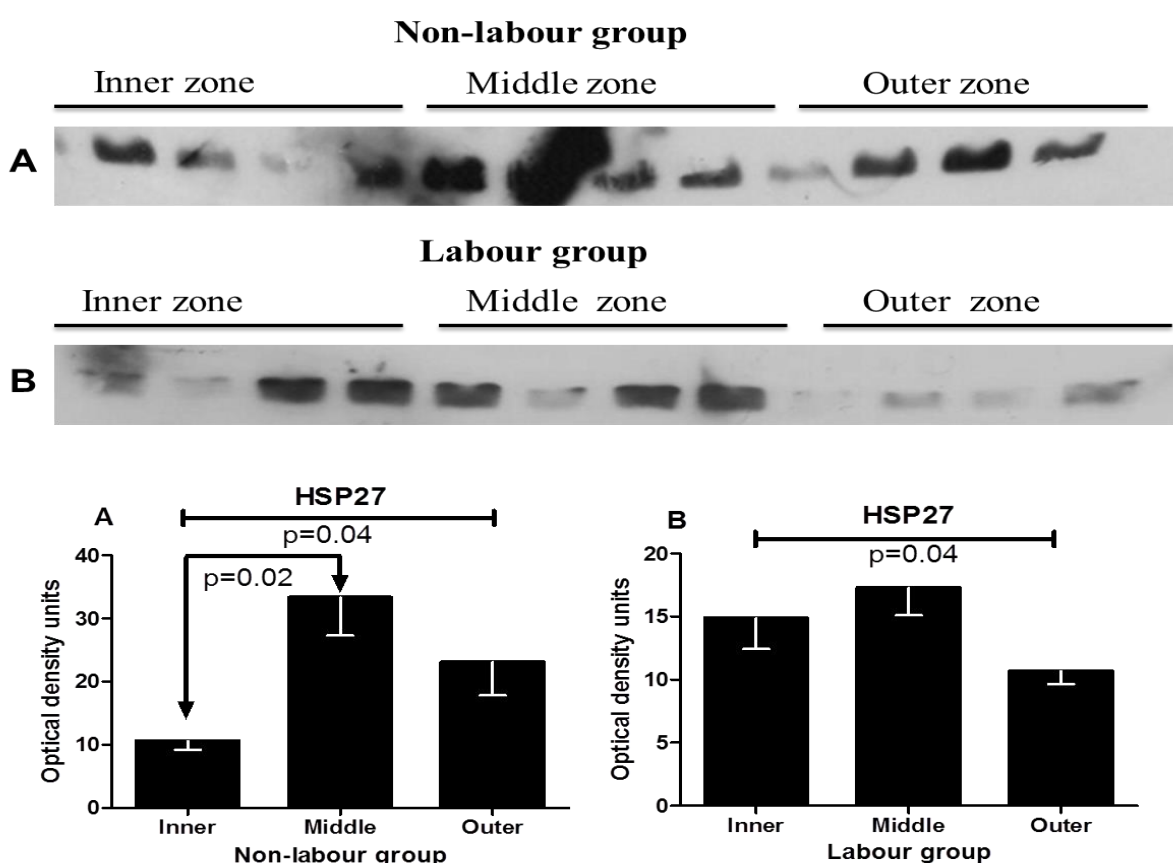 Non-labour group
Inner zone Middle zone Outer zone
A
Labour group
Inner zone Middle zone Outer zone
B
A
HSP27
p=0.04
p=0.02
Optical density units
40
30
20
10
0
Inner Middle Outer
Non-labour group
B
HSP27
p=0.04
Optical density units
20
15
10
5
0
Inner Middle Outer
Labour group